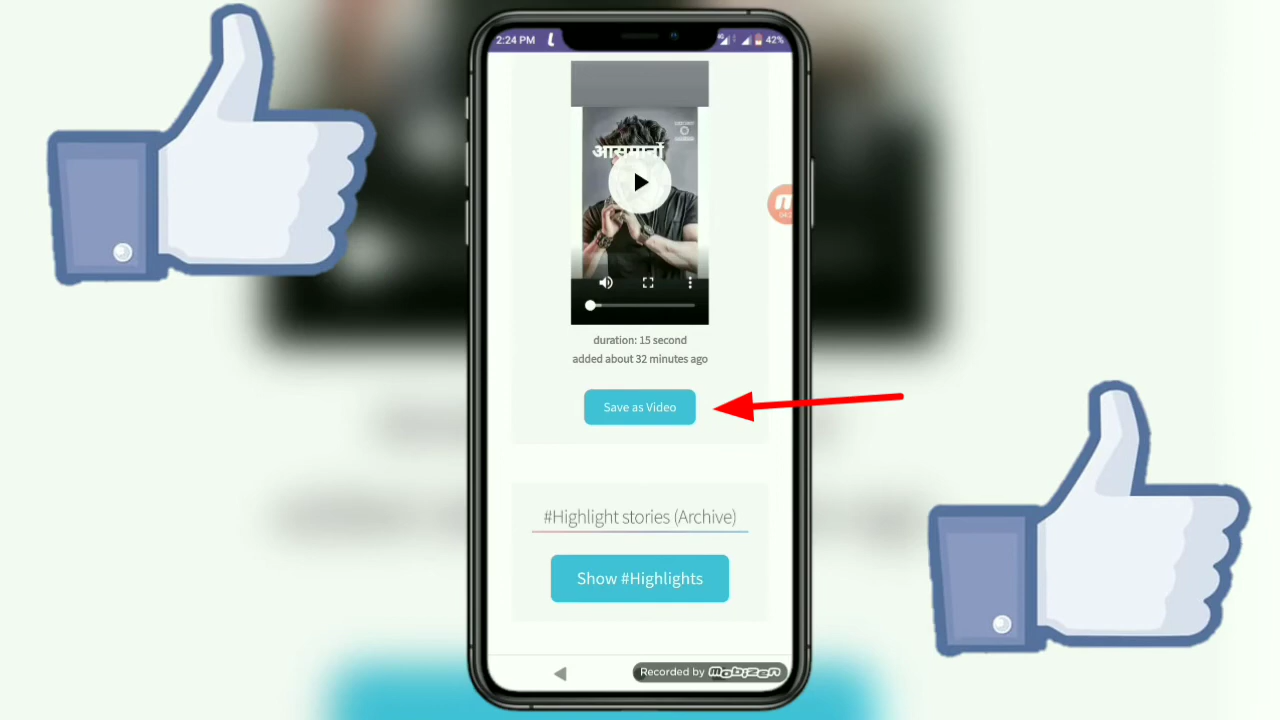 2:24 PM
42%
आसमानों
duration: 15 second
added about 32 minutes ago
Save as Video
#Highlight stories (Archive)
Show #Highlights
Recorded by mobizen